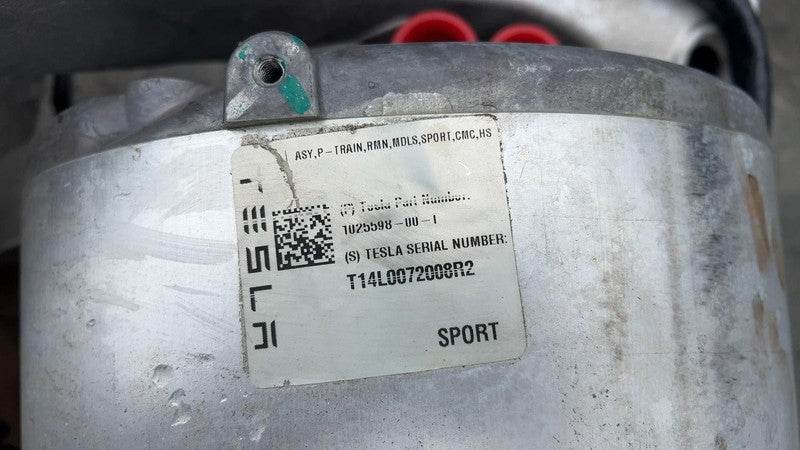 ASY,P-TRAIN,RMN,MDLS,SPORT,CMC,HS
TESLA
(P) Tesla Part Number:
1025598-00-I
(S) TESLA SERIAL NUMBER:
T14L0072008R2
SPORT